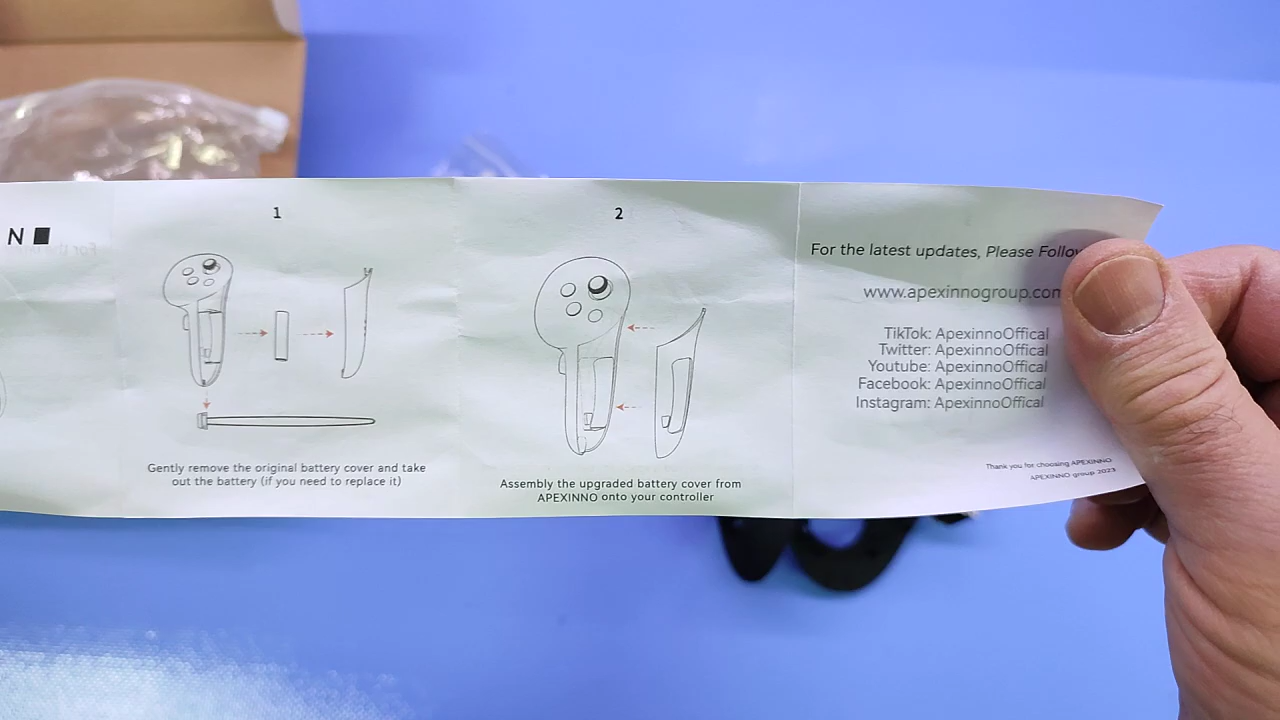 N
1
Gently remove the original battery cover and take
out the battery (if you need to replace it)
2
Assemble the upgraded battery cover from
APEXINNO onto your controller
For the latest updates, Please Follow
www.apexinnogroup.com
TikTok: ApexinnoOffical
Twitter: ApexinnoOffical
Youtube: ApexinnoOffical
Facebook: ApexinnoOffical
Instagram: ApexinnoOffical
Thank you for choosing APEXINNO
APEXINNO group 2023